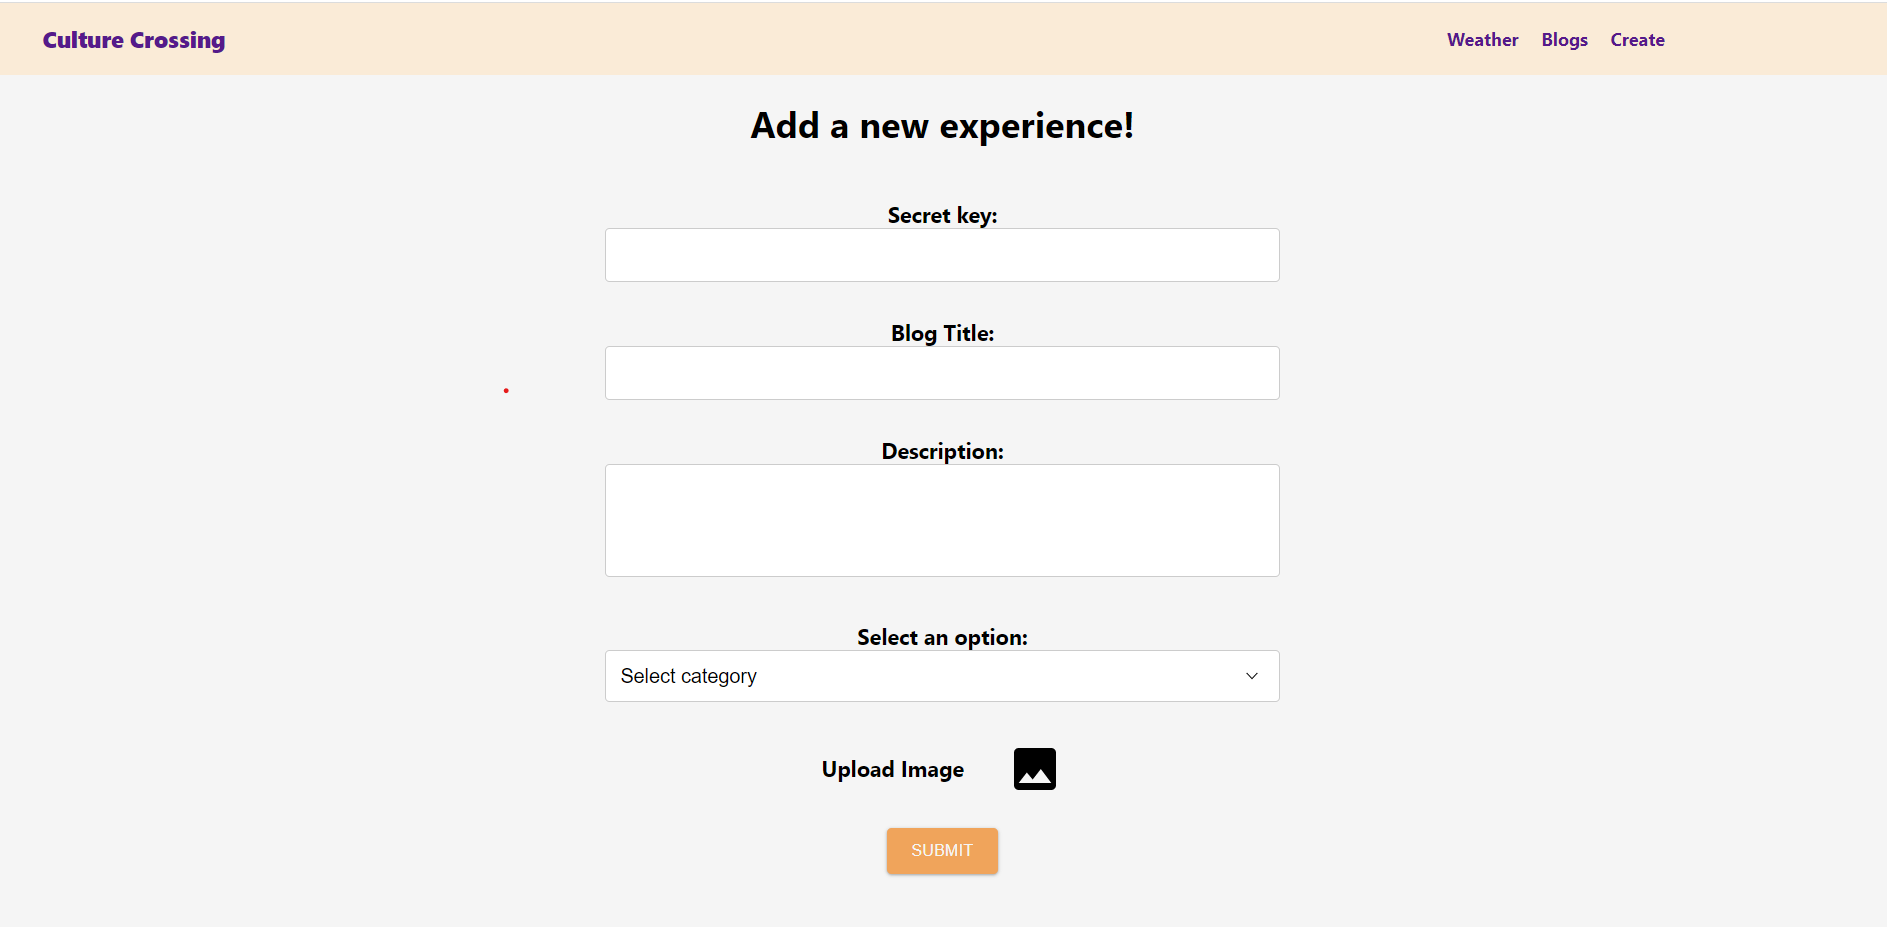 Culture Crossing
Weather Blogs Create
Add a new experience!
Secret key:
Blog Title:
Description:
Select an option:
Select category
Upload Image
SUBMIT